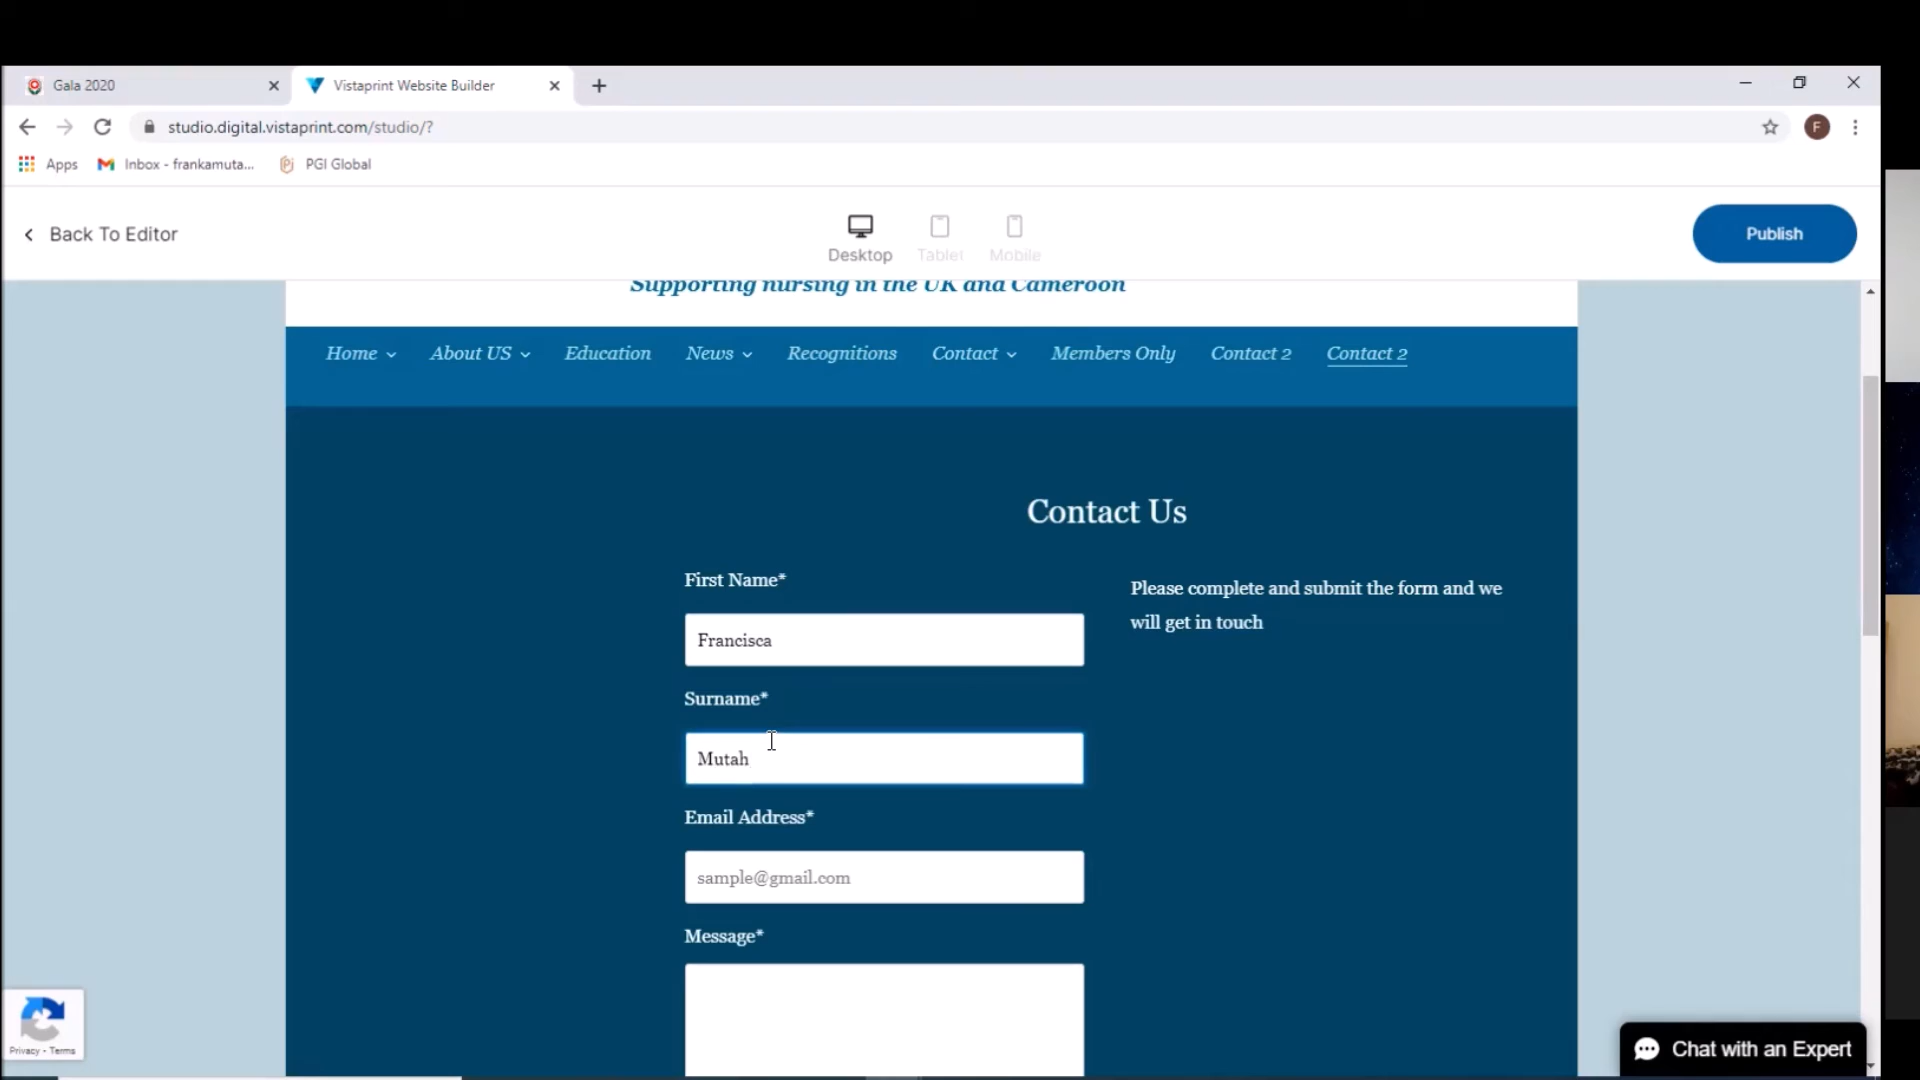 Gala 2020
Vistaprint Website Builder
studio.digital.vistaprint.com/studio/?
F
Apps
Inbox - frankamuta...
PGI Global
Back To Editor
Desktop
Tablet
Mobile
Publish
Supporting nursing in the UK and Cameroon
Home
About US
Education
News
Recognitions
Contact
Members Only
Contact 2
Contact 2
Contact Us
First Name*
Please complete and submit the form and we
will get in touch
Francisca
Surname*
Mutah
Email Address*
sample@gmail.com
Message*
Privacy - Terms
Chat with an Expert